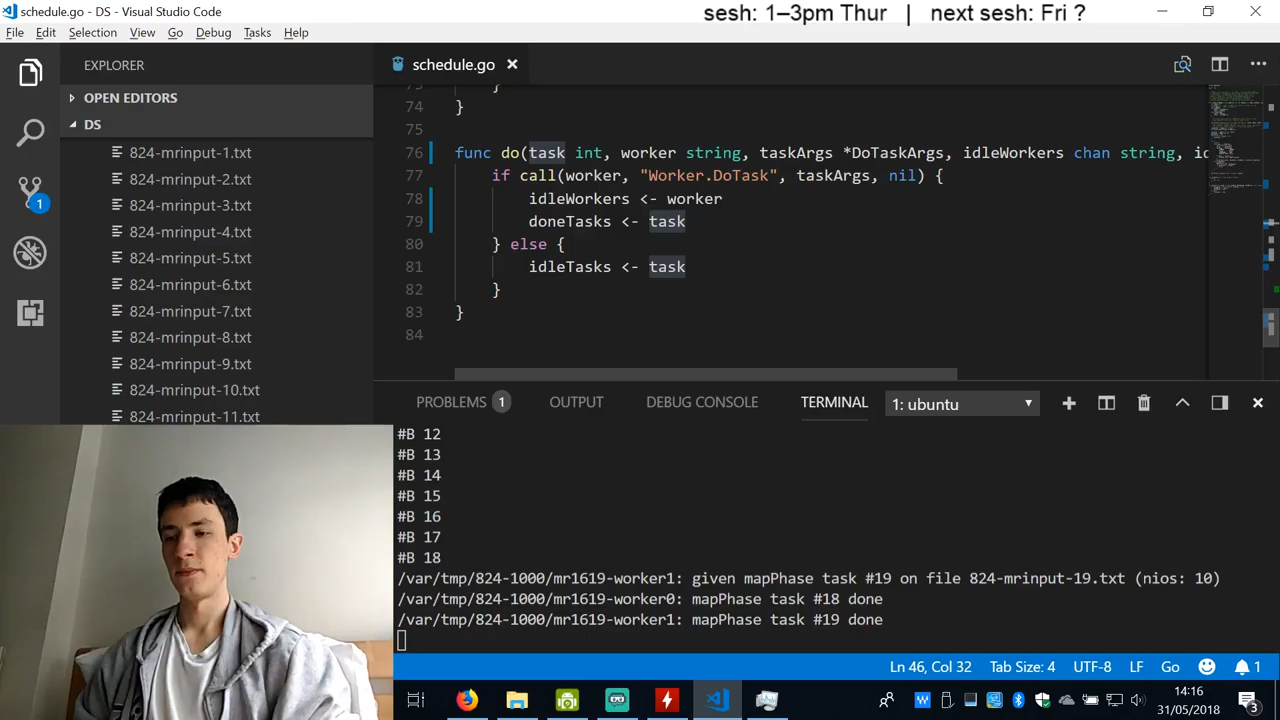 sesh: 1–3pm Thur | next sesh: Fri ?
schedule.go - DS - Visual Studio Code
File Edit Selection View Go Debug Tasks Help
EXPLORER
OPEN EDITORS
DS
824-mrinput-1.txt
824-mrinput-2.txt
824-mrinput-3.txt
824-mrinput-4.txt
824-mrinput-5.txt
824-mrinput-6.txt
824-mrinput-7.txt
824-mrinput-8.txt
824-mrinput-9.txt
824-mrinput-10.txt
824-mrinput-11.txt
1
schedule.go
74 }
75
76 func do(task int, worker string, taskArgs *DoTaskArgs, idleWorkers chan string, id
77 if call(worker, "Worker.DoTask", taskArgs, nil) {
78 idleWorkers <- worker
79 doneTasks <- task
80 } else {
81 idleTasks <- task
82 }
83 }
84
PROBLEMS 1 OUTPUT DEBUG CONSOLE TERMINAL 1: ubuntu
#B 12
#B 13
#B 14
#B 15
#B 16
#B 17
#B 18
/var/tmp/824-1000/mr1619-worker1: given mapPhase task #19 on file 824-mrinput-19.txt (nios: 10)
/var/tmp/824-1000/mr1619-worker0: mapPhase task #18 done
/var/tmp/824-1000/mr1619-worker1: mapPhase task #19 done
Ln 46, Col 32 Tab Size: 4 UTF-8 LF Go 1
14:16
31/05/2018
3